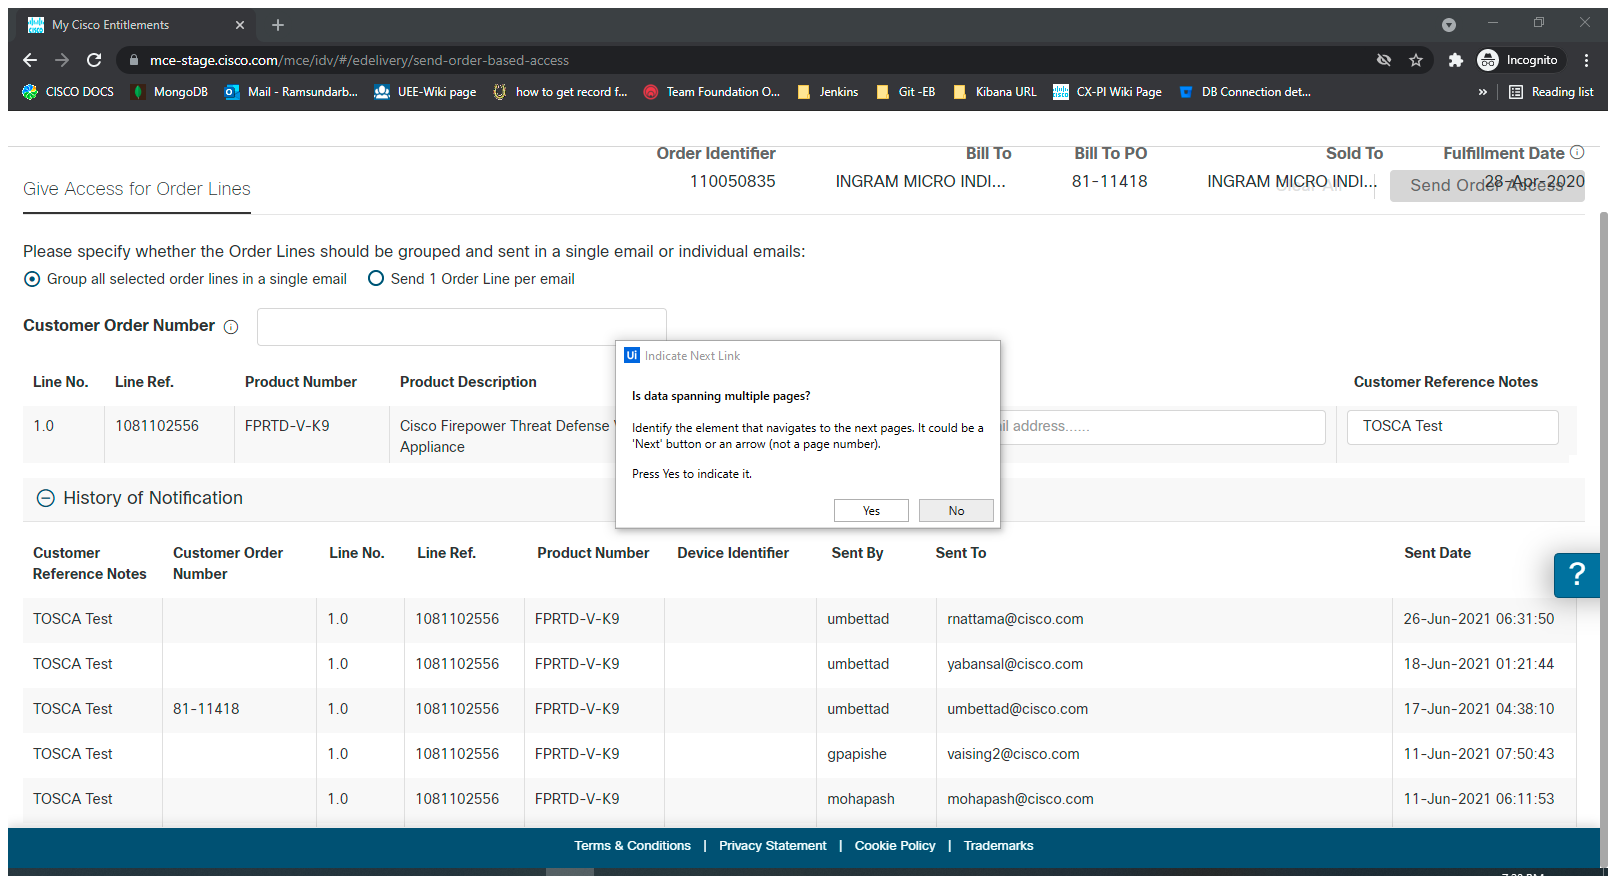 My Cisco Entitlements
mce-stage.cisco.com/mce/idv/#/edelivery/send-order-based-access
Incognito
CISCO DOCS
MongoDB
Mail - Ramsundarb...
UEE-Wiki page
how to get record f...
Team Foundation O...
Jenkins
Git -EB
Kibana URL
CX-PI Wiki Page
DB Connection det...
»
Reading list
Order Identifier Bill To Bill To PO Sold To Fulfillment Date
110050835 INGRAM MICRO INDI... 81-11418 INGRAM MICRO INDI... 28-Apr-2020
Give Access for Order Lines
Clear All
Send Order Access
Please specify whether the Order Lines should be grouped and sent in a single email or individual emails:
Group all selected order lines in a single email Send 1 Order Line per email
Customer Order Number
Line No. Line Ref. Product Number Product Description Customer Reference Notes
1.0 1081102556 FPRTD-V-K9 Cisco Firepower Threat Defense address...... TOSCA Test
Appliance
Ui Indicate Next Link
Is data spanning multiple pages?
Identify the element that navigates to the next pages. It could be a
'Next' button or an arrow (not a page number).
Press Yes to indicate it.
Yes No
History of Notification
Customer Customer Order Line No. Line Ref. Product Number Device Identifier Sent By Sent To Sent Date
Reference Notes Number
?
TOSCA Test 1.0 1081102556 FPRTD-V-K9 umbettad rnattama@cisco.com 26-Jun-2021 06:31:50
TOSCA Test 1.0 1081102556 FPRTD-V-K9 umbettad yabansal@cisco.com 18-Jun-2021 01:21:44
TOSCA Test 81-11418 1.0 1081102556 FPRTD-V-K9 umbettad umbettad@cisco.com 17-Jun-2021 04:38:10
TOSCA Test 1.0 1081102556 FPRTD-V-K9 gpapishe vaising2@cisco.com 11-Jun-2021 07:50:43
TOSCA Test 1.0 1081102556 FPRTD-V-K9 mohapash mohapash@cisco.com 11-Jun-2021 06:11:53
Terms & Conditions | Privacy Statement | Cookie Policy | Trademarks